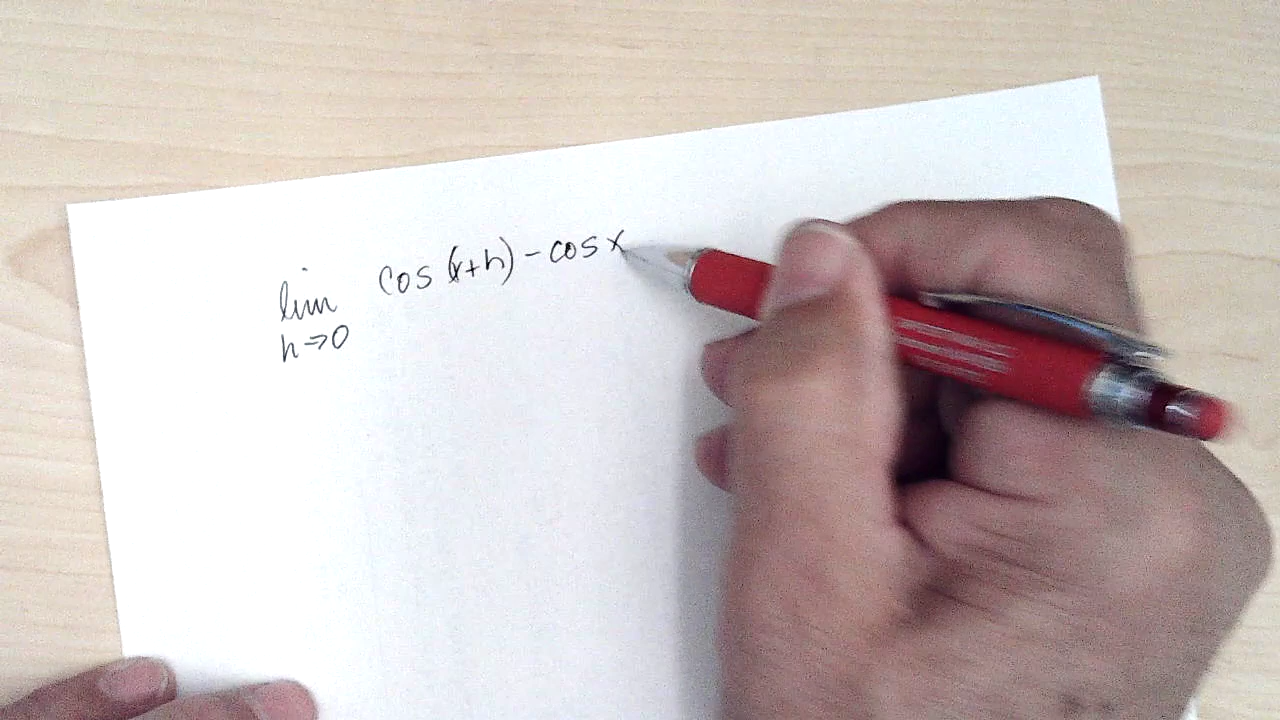 lim cos (x+h) - cos x
h→0